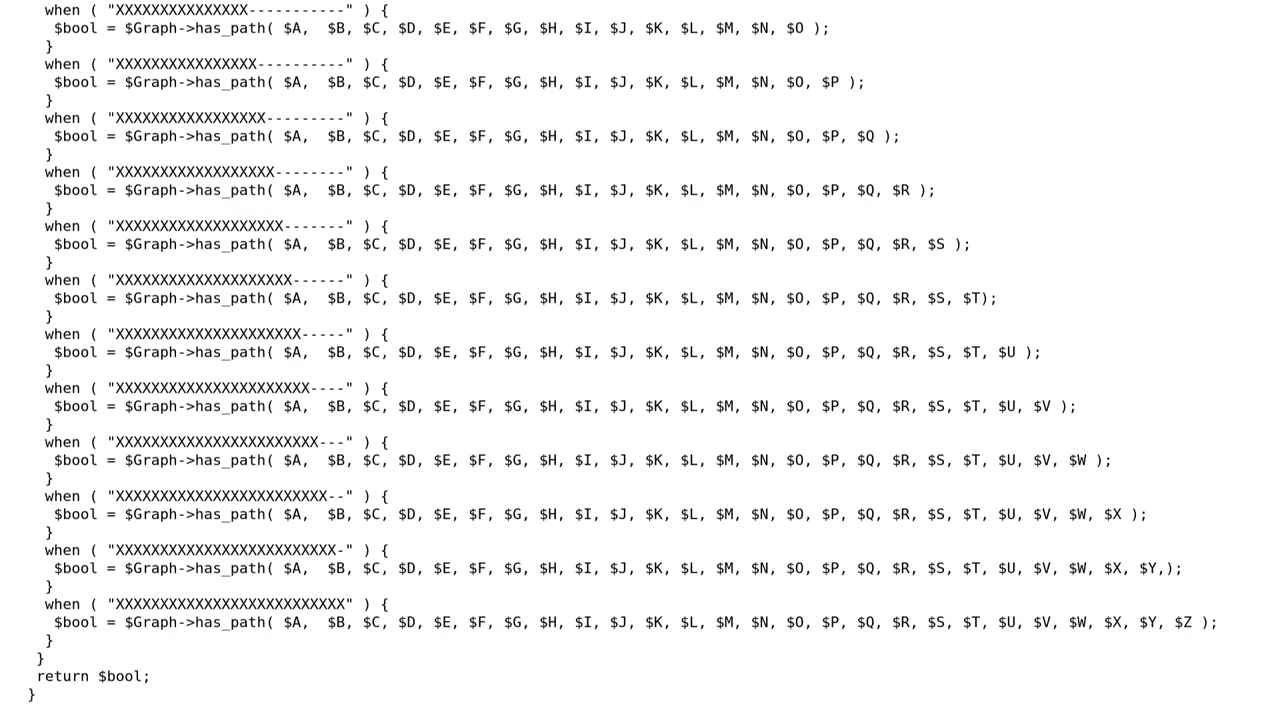 when ( "XXXXXXXXXXXXXXX-----------" ) {
$bool = $Graph->has_path( $A,  $B, $C, $D, $E, $F, $G, $H, $I, $J, $K, $L, $M, $N, $O );
}
when ( "XXXXXXXXXXXXXXXX----------" ) {
$bool = $Graph->has_path( $A,  $B, $C, $D, $E, $F, $G, $H, $I, $J, $K, $L, $M, $N, $O, $P );
}
when ( "XXXXXXXXXXXXXXXXX---------" ) {
$bool = $Graph->has_path( $A,  $B, $C, $D, $E, $F, $G, $H, $I, $J, $K, $L, $M, $N, $O, $P, $Q );
}
when ( "XXXXXXXXXXXXXXXXXX--------" ) {
$bool = $Graph->has_path( $A,  $B, $C, $D, $E, $F, $G, $H, $I, $J, $K, $L, $M, $N, $O, $P, $Q, $R );
}
when ( "XXXXXXXXXXXXXXXXXXX-------" ) {
$bool = $Graph->has_path( $A,  $B, $C, $D, $E, $F, $G, $H, $I, $J, $K, $L, $M, $N, $O, $P, $Q, $R, $S );
}
when ( "XXXXXXXXXXXXXXXXXXXX------" ) {
$bool = $Graph->has_path( $A,  $B, $C, $D, $E, $F, $G, $H, $I, $J, $K, $L, $M, $N, $O, $P, $Q, $R, $S, $T);
}
when ( "XXXXXXXXXXXXXXXXXXXXX-----" ) {
$bool = $Graph->has_path( $A,  $B, $C, $D, $E, $F, $G, $H, $I, $J, $K, $L, $M, $N, $O, $P, $Q, $R, $S, $T, $U );
}
when ( "XXXXXXXXXXXXXXXXXXXXXX----" ) {
$bool = $Graph->has_path( $A,  $B, $C, $D, $E, $F, $G, $H, $I, $J, $K, $L, $M, $N, $O, $P, $Q, $R, $S, $T, $U, $V );
}
when ( "XXXXXXXXXXXXXXXXXXXXXXX---" ) {
$bool = $Graph->has_path( $A,  $B, $C, $D, $E, $F, $G, $H, $I, $J, $K, $L, $M, $N, $O, $P, $Q, $R, $S, $T, $U, $V, $W );
}
when ( "XXXXXXXXXXXXXXXXXXXXXXXX--" ) {
$bool = $Graph->has_path( $A,  $B, $C, $D, $E, $F, $G, $H, $I, $J, $K, $L, $M, $N, $O, $P, $Q, $R, $S, $T, $U, $V, $W, $X );
}
when ( "XXXXXXXXXXXXXXXXXXXXXXXXX-" ) {
$bool = $Graph->has_path( $A,  $B, $C, $D, $E, $F, $G, $H, $I, $J, $K, $L, $M, $N, $O, $P, $Q, $R, $S, $T, $U, $V, $W, $X, $Y,);
}
when ( "XXXXXXXXXXXXXXXXXXXXXXXXXX" ) {
$bool = $Graph->has_path( $A,  $B, $C, $D, $E, $F, $G, $H, $I, $J, $K, $L, $M, $N, $O, $P, $Q, $R, $S, $T, $U, $V, $W, $X, $Y, $Z );
}
}
return $bool;
}